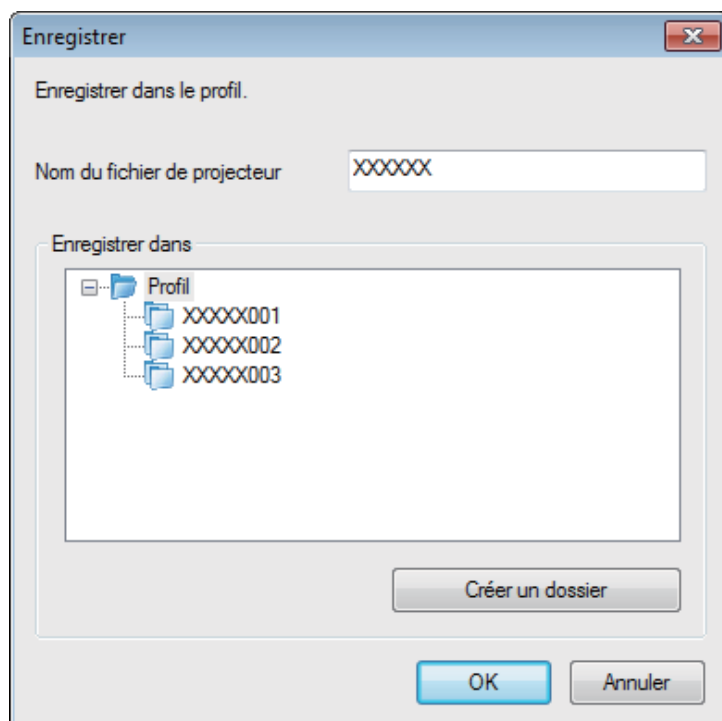 Enregistrer
Enregistrer dans le profil.
Nom du fichier de projecteur XXXXXX
Enregistrer dans
Profil
XXXXX001
XXXXX002
XXXXX003
Créer un dossier
OK Annuler